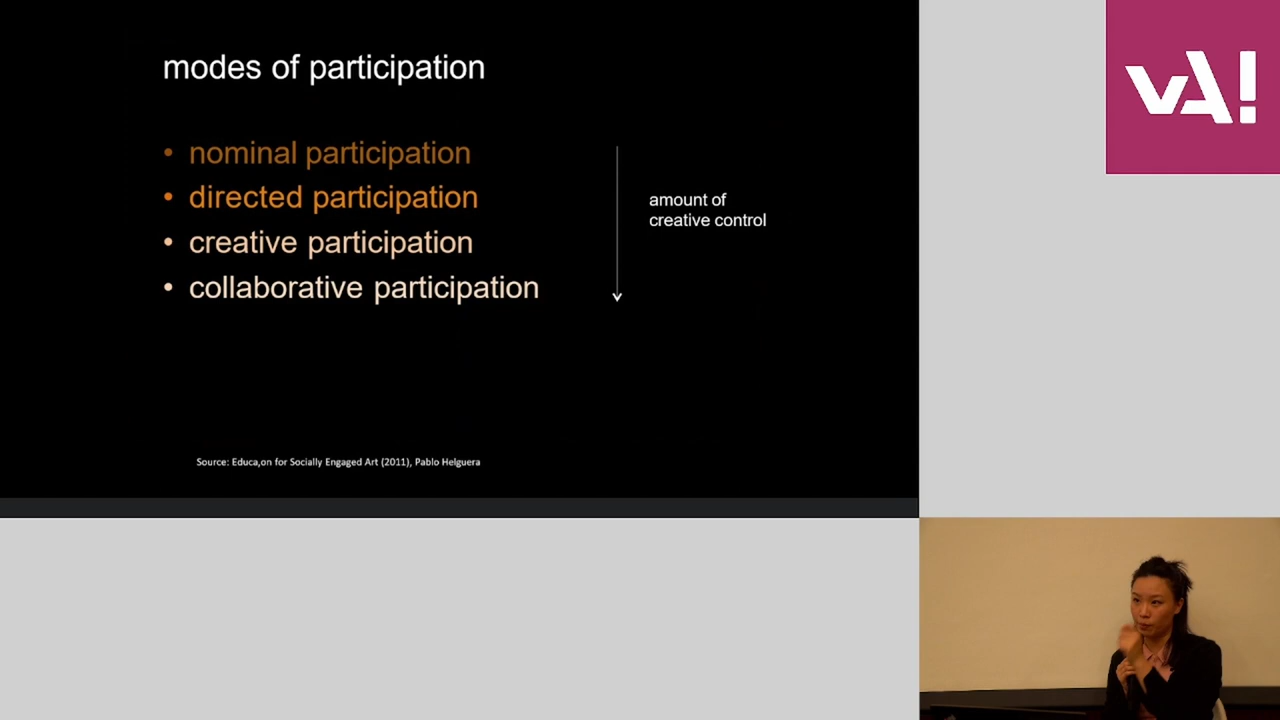 modes of participation
• nominal participation
• directed participation
• creative participation
• collaborative participation
amount of
creative control
Source: Educa,on for Socially Engaged Art (2011), Pablo Helguera
vA!